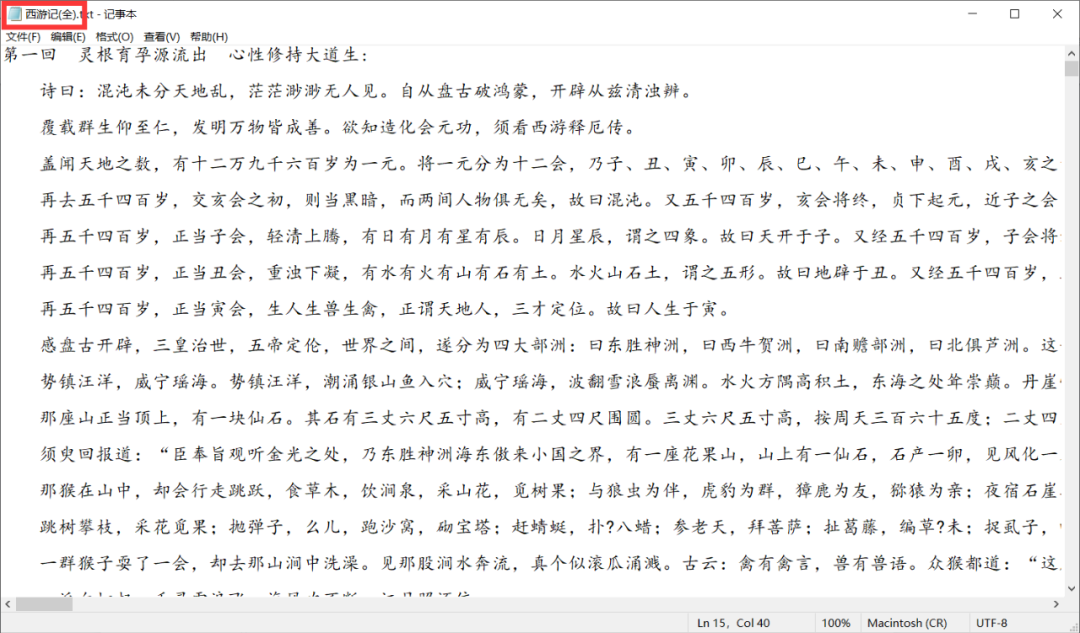 西游记(全).txt - 记事本
文件(F) 编辑(E) 格式(O) 查看(V) 帮助(H)
第一回 灵根育孕源流出 心性修持大道生:
诗曰：混沌未分天地乱，茫茫渺渺无人见。自从盘古破鸿蒙，开辟从兹清浊辨。
覆载群生仰至仁，发明万物皆成善。欲知造化会元功，须看西游释厄传。
盖闻天地之数，有十二万九千六百岁为一元。将一元分为十二会，乃子、丑、寅、卯、辰、巳、午、未、申、酉、戌、亥之
再去五千四百岁，交亥会之初，则当黑暗，而两间人物俱无矣，故曰混沌。又五千四百岁，亥会将终，贞下起元，近子之会
再五千四百岁，正当子会，轻清上腾，有日有月有星有辰。日月星辰，谓之四象。故曰天开于子。又经五千四百岁，子会将
再五千四百岁，正当丑会，重浊下凝，有水有火有山有石有土。水火山石土，谓之五形。故曰地辟于丑。又经五千四百岁，
再五千四百岁，正当寅会，生人生兽生禽，正谓天地人，三才定位。故曰人生于寅。
感盘古开辟，三皇治世，五帝定伦，世界之间，遂分为四大部洲：曰东胜神洲，曰西牛贺洲，曰南赡部洲，曰北俱芦洲。这
势镇汪洋，威宁瑶海。势镇汪洋，潮涌银山鱼入穴；威宁瑶海，波翻雪浪蜃离渊。水火方隅高积土，东海之处耸崇巅。丹崖
那座山正当顶上，有一块仙石。其石有三丈六尺五寸高，有二丈四尺围圆。三丈六尺五寸高，按周天三百六十五度；二丈四
须臾回报道：“臣奉旨观听金光之处，乃东胜神洲海东傲来小国之界，有一座花果山，山上有一仙石，石产一卵，见风化一
那猴在山中，却会行走跳跃，食草木，饮涧泉，采山花，觅树果；与狼虫为伴，虎豹为群，獐鹿为友，猕猿为亲；夜宿石崖
跳树攀枝，采花觅果；抛弹子，么儿，跑沙窝，砌宝塔；赶蜻蜓，扑?八蜡；参老天，拜菩萨；扯葛藤，编草?未；捉虱子，
一群猴子耍了一会，却去那山涧中洗澡。见那股涧水奔流，真个似滚瓜涌溅。古云：禽有禽言，兽有兽语。众猴都道：“这
Ln 15, Col 40 100% Macintosh (CR) UTF-8